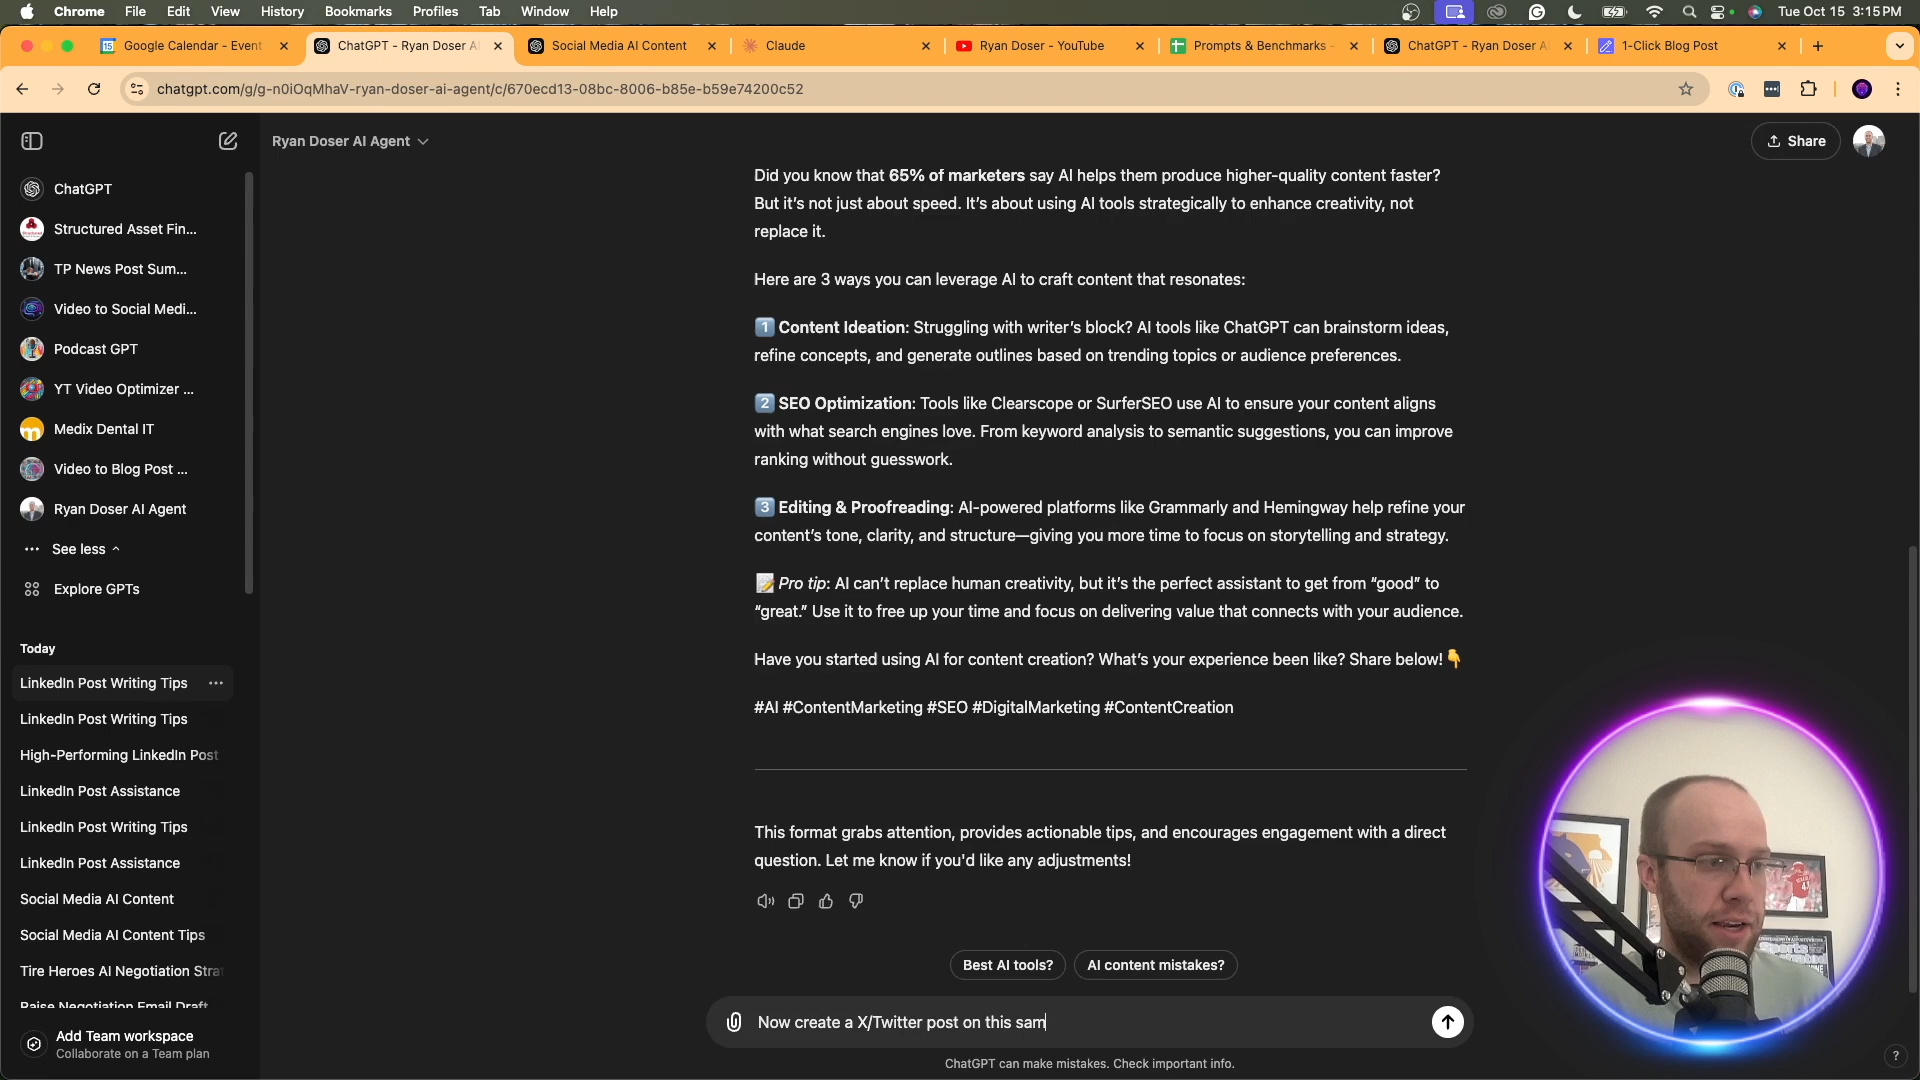 Chrome File Edit View History Bookmarks Profiles Tab Window Help Tue Oct 15 3:15 PM
15 Google Calendar - Event
ChatGPT - Ryan Doser AI
Social Media AI Content
Claude
Ryan Doser - YouTube
Prompts & Benchmarks -
ChatGPT - Ryan Doser AI
1-Click Blog Post
chatgpt.com/g/g-n0iOqMhaV-ryan-doser-ai-agent/c/670ecd13-08bc-8006-b85e-b59e74200c52
Ryan Doser AI Agent
Share
ChatGPT
Structured Asset Fin...
TP News Post Sum...
Video to Social Medi...
Podcast GPT
YT Video Optimizer ...
Medix Dental IT
Video to Blog Post ...
Ryan Doser AI Agent
See less
Explore GPTs
Today
LinkedIn Post Writing Tips
LinkedIn Post Writing Tips
High-Performing LinkedIn Post
LinkedIn Post Assistance
LinkedIn Post Writing Tips
LinkedIn Post Assistance
Social Media AI Content
Social Media AI Content Tips
Tire Heroes AI Negotiation Stra
Raise Negotiation Email Draft
Add Team workspace
Collaborate on a Team plan
Did you know that 65% of marketers say AI helps them produce higher-quality content faster?
But it’s not just about speed. It’s about using AI tools strategically to enhance creativity, not
replace it.
Here are 3 ways you can leverage AI to craft content that resonates:
1 Content Ideation: Struggling with writer’s block? AI tools like ChatGPT can brainstorm ideas,
refine concepts, and generate outlines based on trending topics or audience preferences.
2 SEO Optimization: Tools like Clearscope or SurferSEO use AI to ensure your content aligns
with what search engines love. From keyword analysis to semantic suggestions, you can improve
ranking without guesswork.
3 Editing & Proofreading: AI-powered platforms like Grammarly and Hemingway help refine your
content’s tone, clarity, and structure—giving you more time to focus on storytelling and strategy.
📝 Pro tip: AI can’t replace human creativity, but it’s the perfect assistant to get from “good” to
“great.” Use it to free up your time and focus on delivering value that connects with your audience.
Have you started using AI for content creation? What’s your experience been like? Share below!👇
#AI #ContentMarketing #SEO #DigitalMarketing #ContentCreation
This format grabs attention, provides actionable tips, and encourages engagement with a direct
question. Let me know if you'd like any adjustments!
Best AI tools? AI content mistakes?
Now create a X/Twitter post on this sam
ChatGPT can make mistakes. Check important info.
?